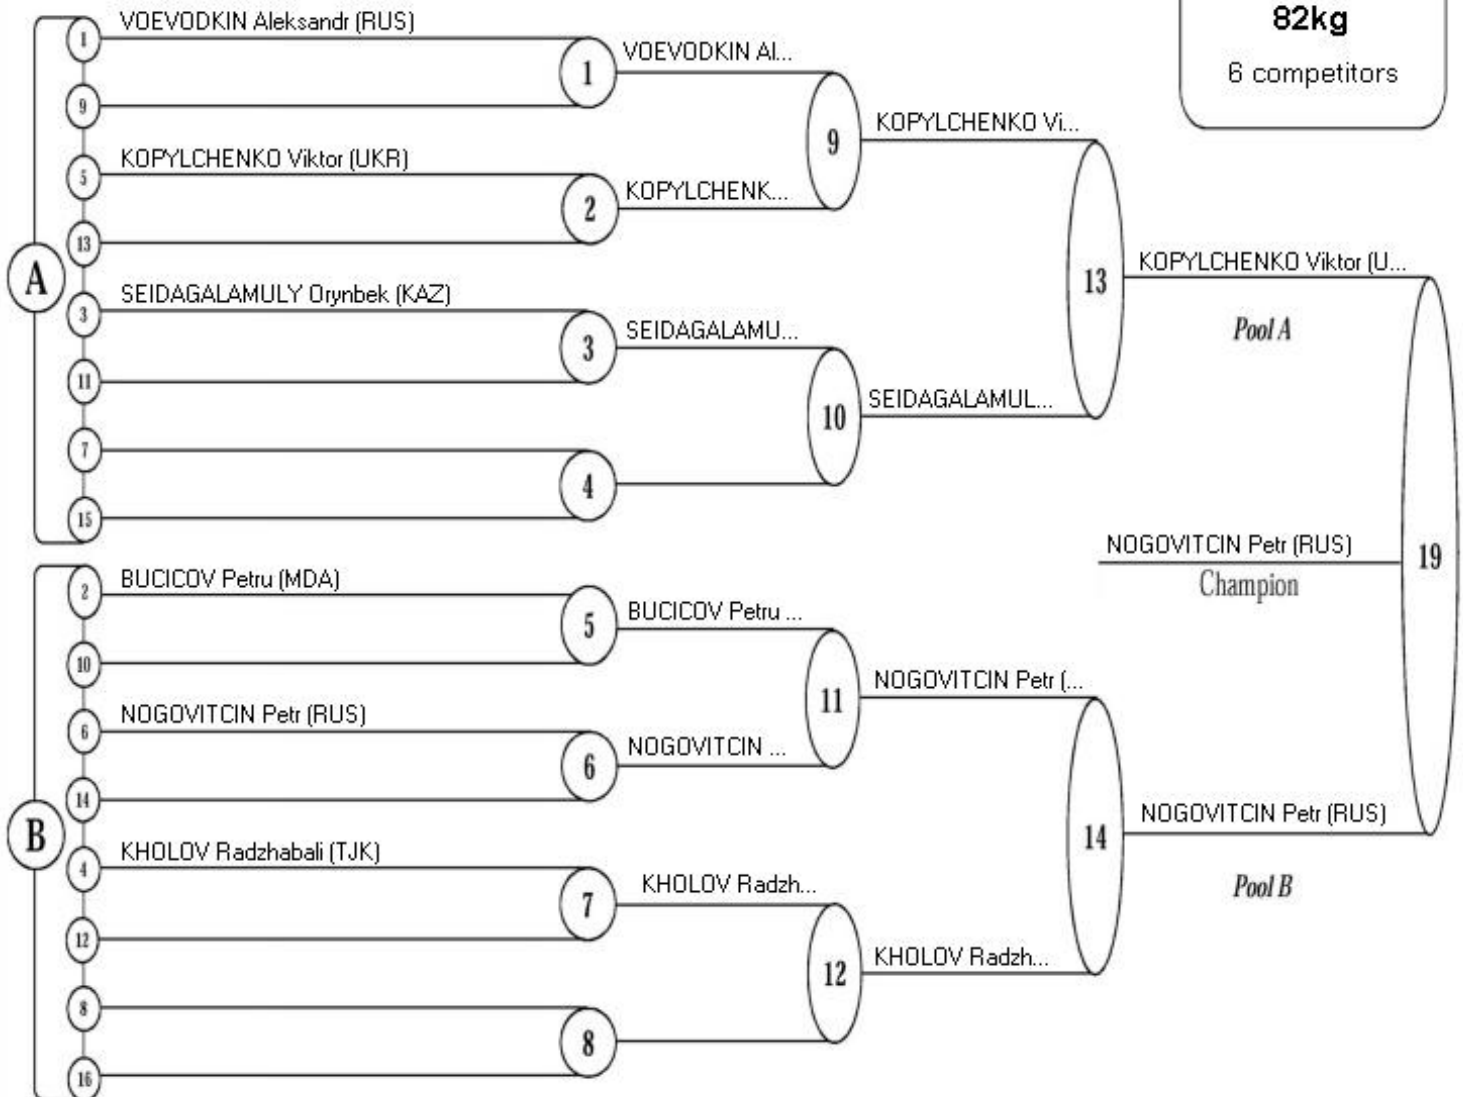 82kg
6 competitors
1
VOEVODKIN Aleksandr (RUS)
1
VOEVODKIN Al...
9
9
KOPYLCHENKO Vi...
5
KOPYLCHENKO Viktor (UKR)
2
KOPYLCHENK...
13
A
3
SEIDAGALAMULY Orynbek (KAZ)
3
SEIDAGALAMU...
11
10
SEIDAGALAMUL...
7
4
15
13
KOPYLCHENKO Viktor (U...
Pool A
NOGOVITCIN Petr (RUS)
Champion
19
2
BUCICOV Petru (MDA)
5
BUCICOV Petru ...
10
11
NOGOVITCIN Petr (...
6
NOGOVITCIN Petr (RUS)
6
NOGOVITCIN ...
14
B
4
KHOLOV Radzhabali (TJK)
7
KHOLOV Radzh...
12
12
KHOLOV Radzh...
8
8
16
14
NOGOVITCIN Petr (RUS)
Pool B